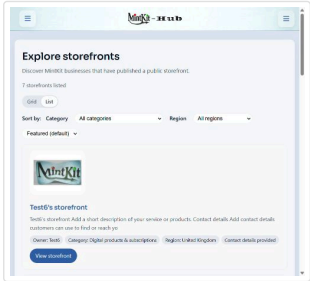 MintKit-Hub
Explore storefronts
Discover MintKit businesses that have published a public storefront.
7 storefronts listed
Grid List
Sort by: Category All categories Region All regions
Featured (default)
MintKit
Test6's storefront
Test6's storefront Add a short description of your service or products. Contact details Add contact details
customers can use to find or reach yo
Owner: Test6 Category: Digital products & subscriptions Region: United Kingdom Contact details provided
View storefront